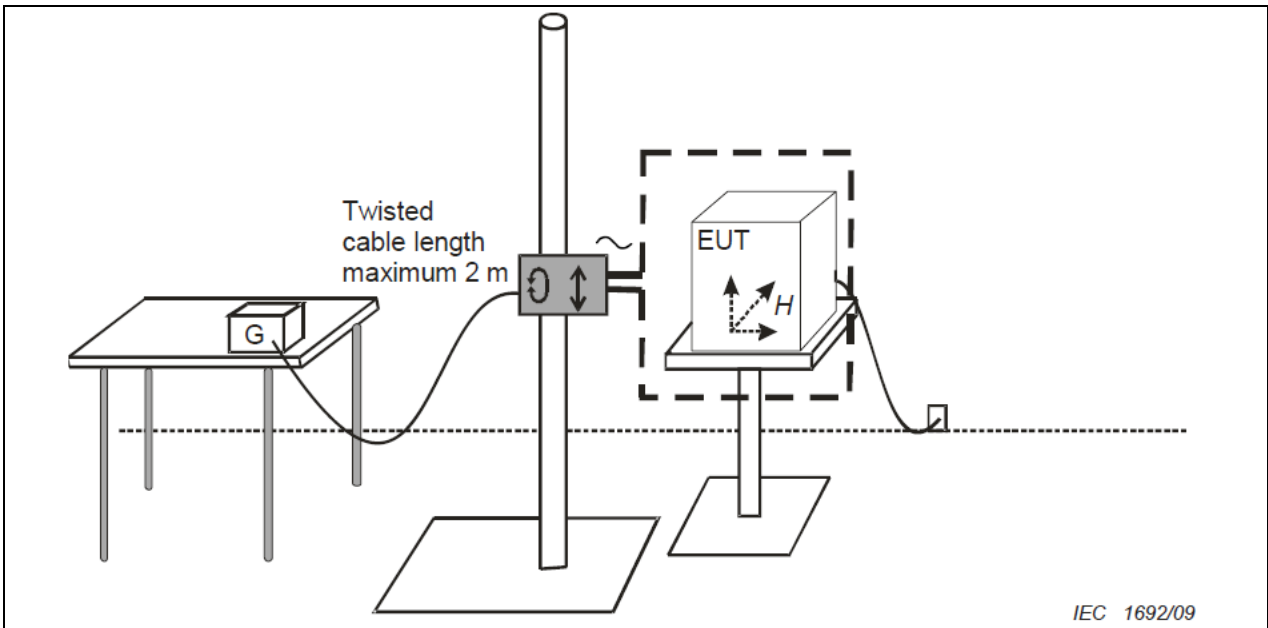 Twisted
cable length
maximum 2 m
EUT
H
G
IEC 1692/09